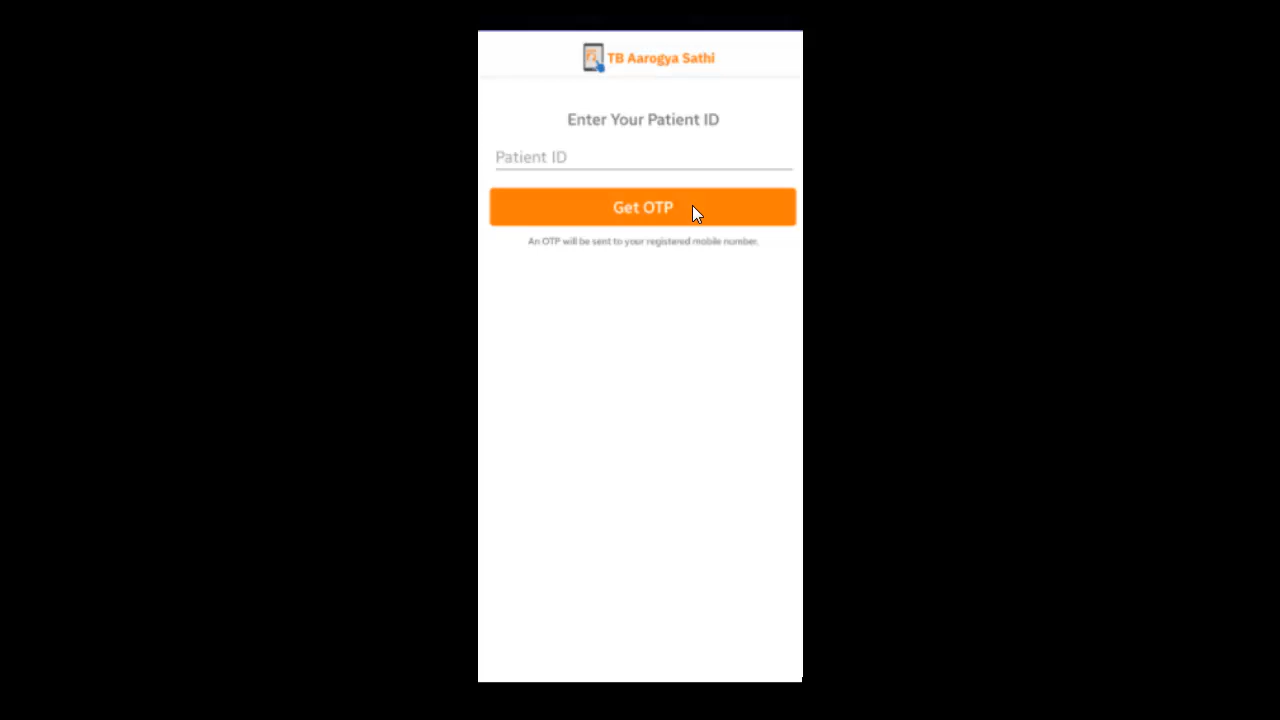 TB Aarogya Sathi
Enter Your Patient ID
Patient ID
Get OTP
An OTP will be sent to your registered mobile number.